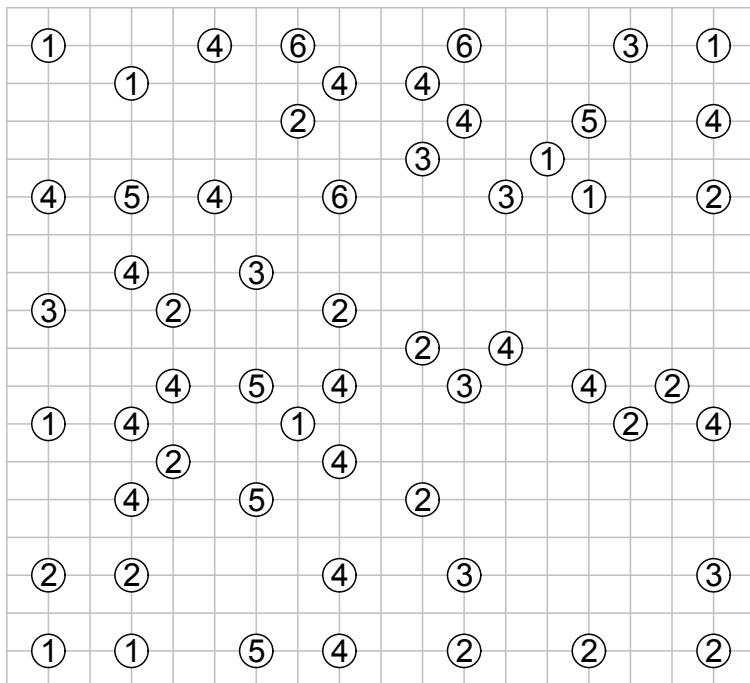 1 4 6 6 3 1
1 4 4
2 4 5 4
3 1
4 5 4 6 3 1 2
4 3
3 2 2
2 4
4 5 4 3 4 2
1 4 1 2 4
2 4
4 5 2
2 2 4 3 3
1 1 5 4 2 2 2